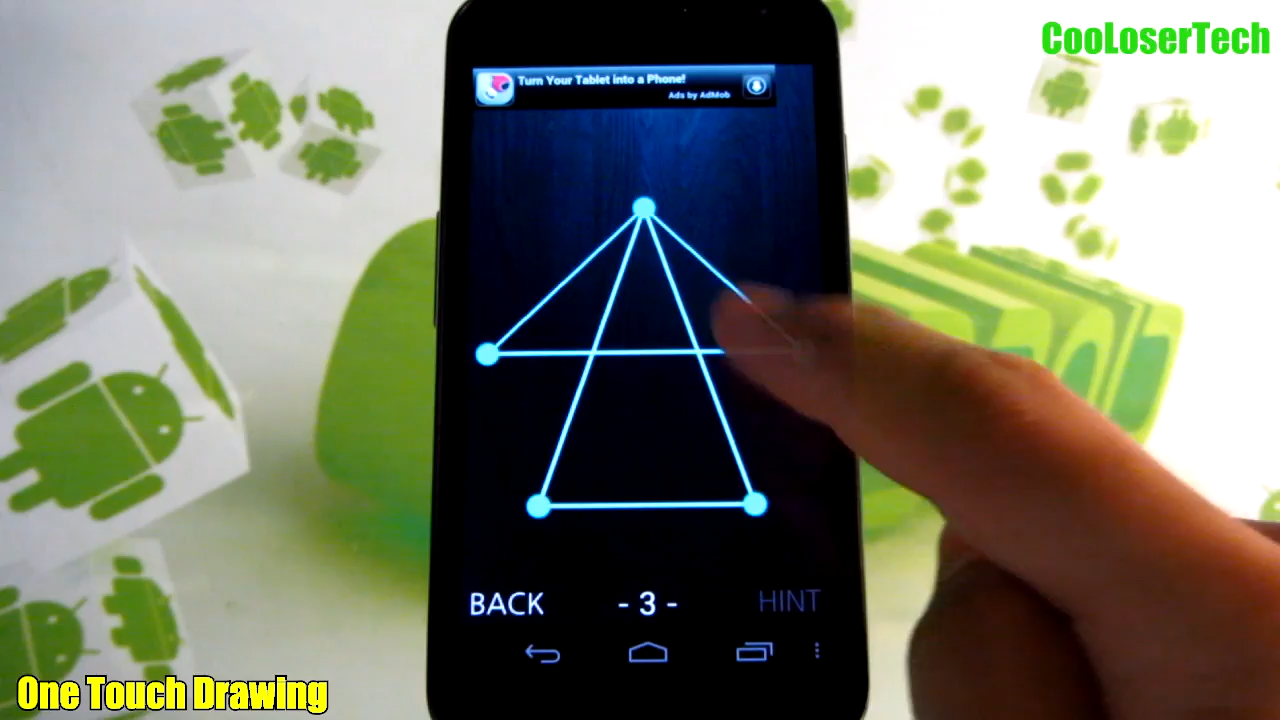 CooLoserTech
Turn Your Tablet into a Phone!
Ads by AdMob
BACK
- 3 -
HINT
One Touch Drawing